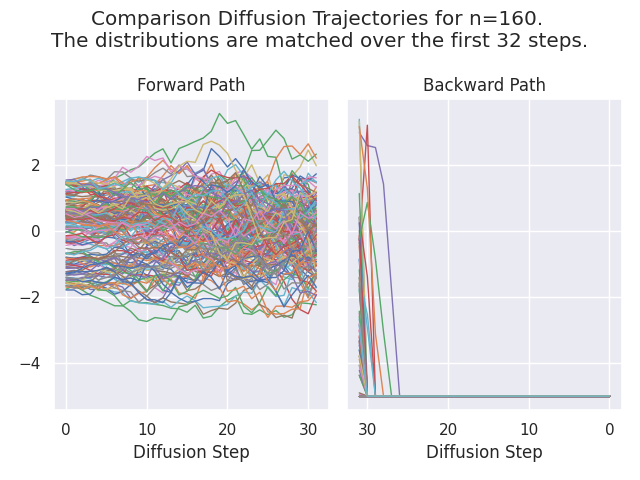 Comparison Diffusion Trajectories for n=160.
The distributions are matched over the first 32 steps.
Forward Path
Backward Path
2
0
−2
−4
0
10
20
30
30
20
10
0
Diffusion Step
Diffusion Step